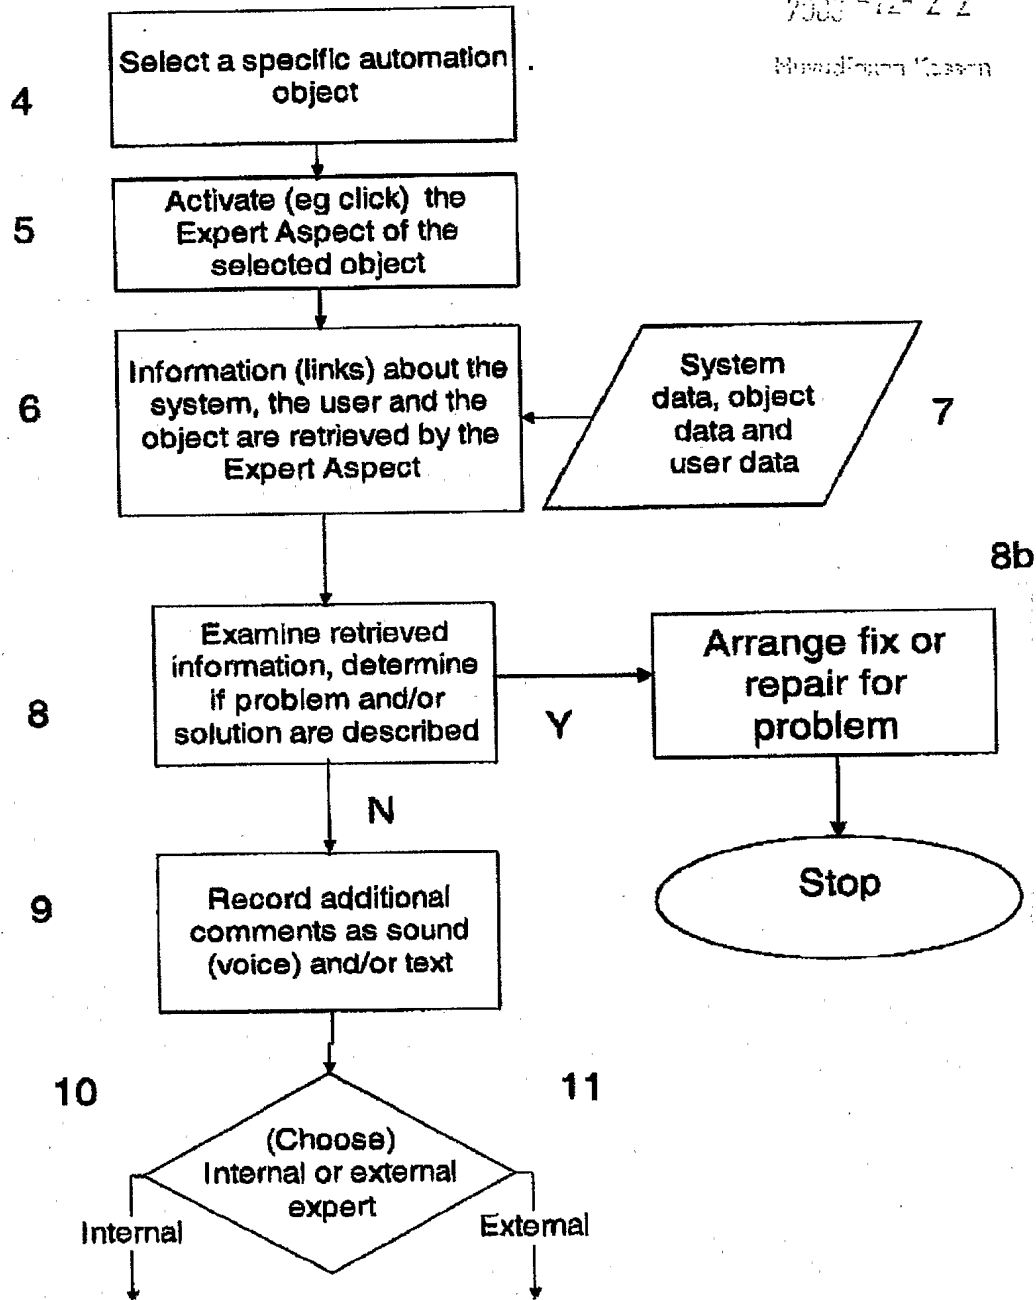 Select a specific automation
object
4
Activate (eg click) the
Expert Aspect of the
selected object
5
Information (links) about the
system, the user and the
object are retrieved by the
Expert Aspect
6
System
data, object
data and
user data
7
8b
Examine retrieved
information, determine
if problem and/or
solution are described
8
Y
Arrange fix or
repair for
problem
N
Stop
Record additional
comments as sound
(voice) and/or text
9
10
11
(Choose)
Internal or external
expert
Internal
External